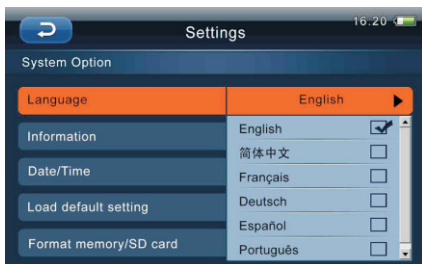 Settings
16:20
System Option
Language
English
Information
Date/Time
Load default setting
Format memory/SD card
English
简体中文
Français
Deutsch
Español
Português